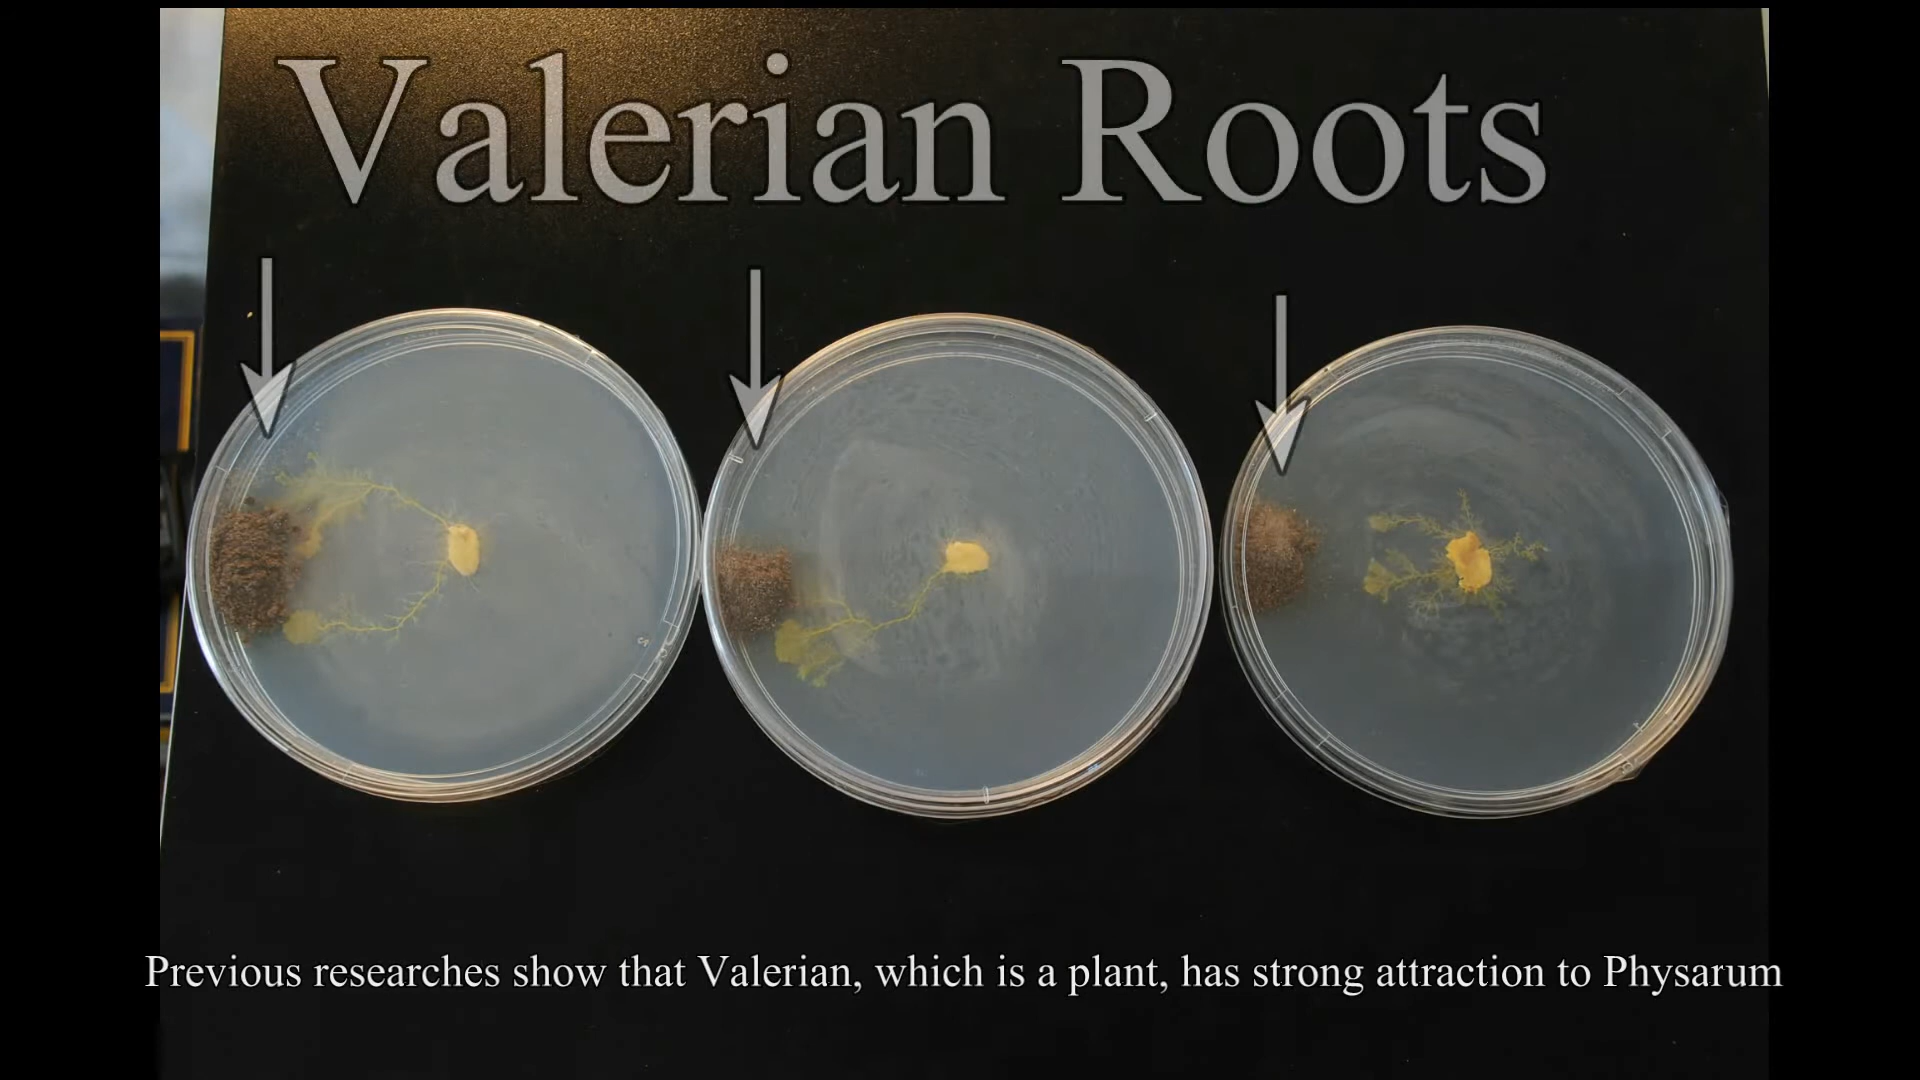 Valerian Roots
Previous researches show that Valerian, which is a plant, has strong attraction to Physarum